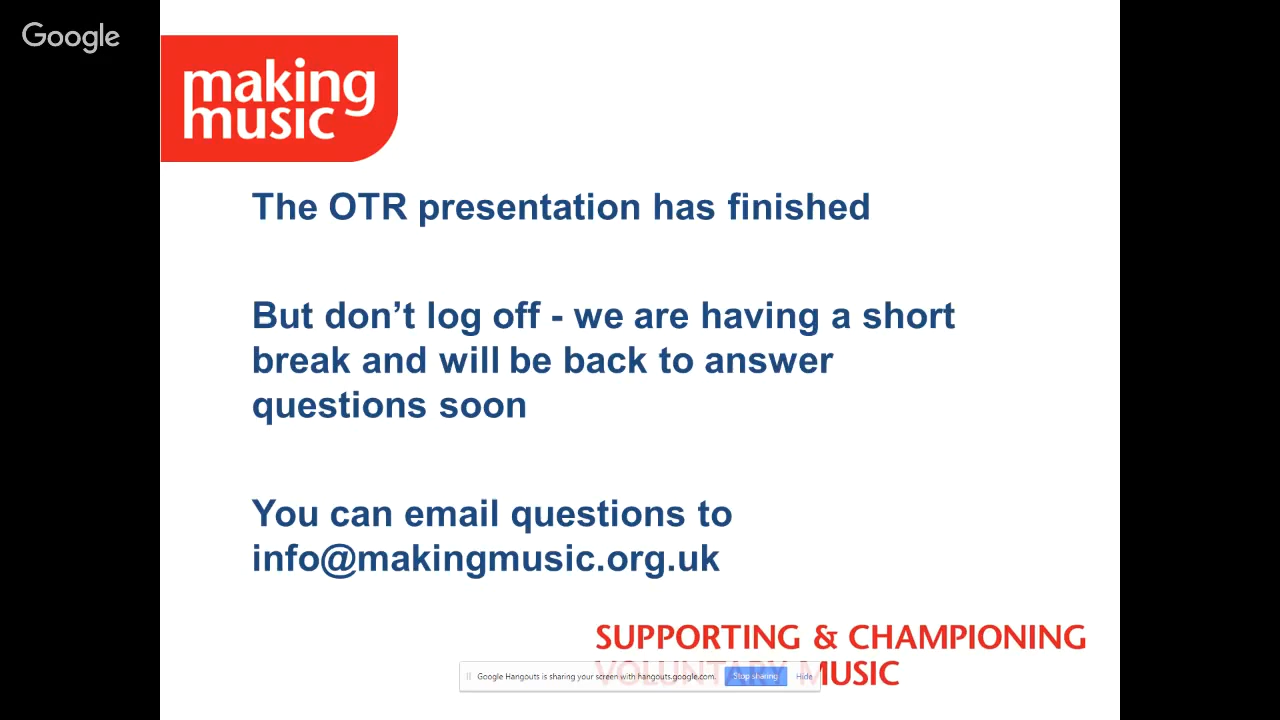 Google
making
music
The OTR presentation has finished
But don’t log off - we are having a short
break and will be back to answer
questions soon
You can email questions to
info@makingmusic.org.uk
SUPPORTING & CHAMPIONING
VOLUNTARY MUSIC
Google Hangouts is sharing your screen with hangouts.google.com. Stop sharing Hide